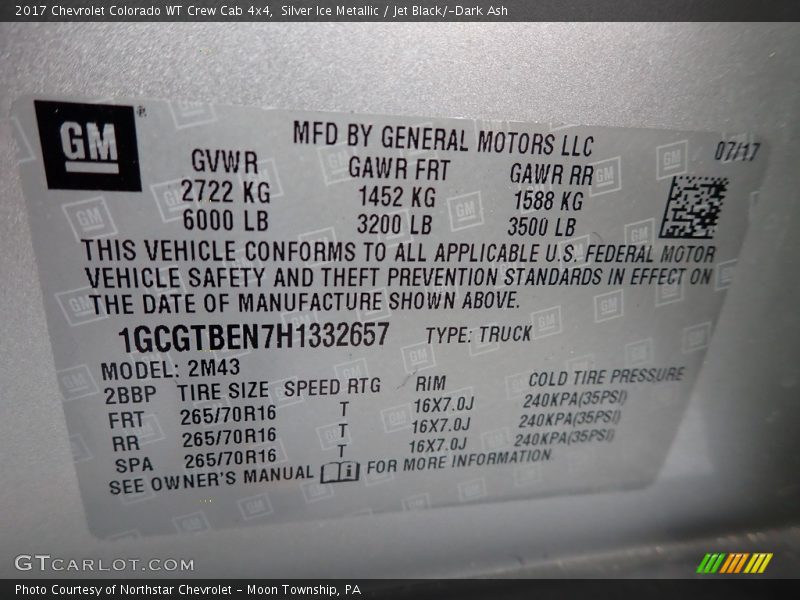 2017 Chevrolet Colorado WT Crew Cab 4x4,  Silver Ice Metallic / Jet Black/-Dark Ash
GM®
MFD BY GENERAL MOTORS LLC
07/17
GVWR GAWR FRT GAWR RR
2722 KG 1452 KG 1588 KG
6000 LB 3200 LB 3500 LB
THIS VEHICLE CONFORMS TO ALL APPLICABLE U.S. FEDERAL MOTOR
VEHICLE SAFETY AND THEFT PREVENTION STANDARDS IN EFFECT ON
THE DATE OF MANUFACTURE SHOWN ABOVE.
1GCGTBEN7H1332657 TYPE: TRUCK
MODEL: 2M43
2BBP TIRE SIZE SPEED RTG RIM COLD TIRE PRESSURE
FRT 265/70R16 T 16X7.0J 240KPA(35PSI)
RR 265/70R16 T 16X7.0J 240KPA(35PSI)
SPA 265/70R16 T 16X7.0J 240KPA(35PSI)
SEE OWNER'S MANUAL FOR MORE INFORMATION
GTCARLOT.COM
Photo Courtesy of Northstar Chevrolet - Moon Township, PA